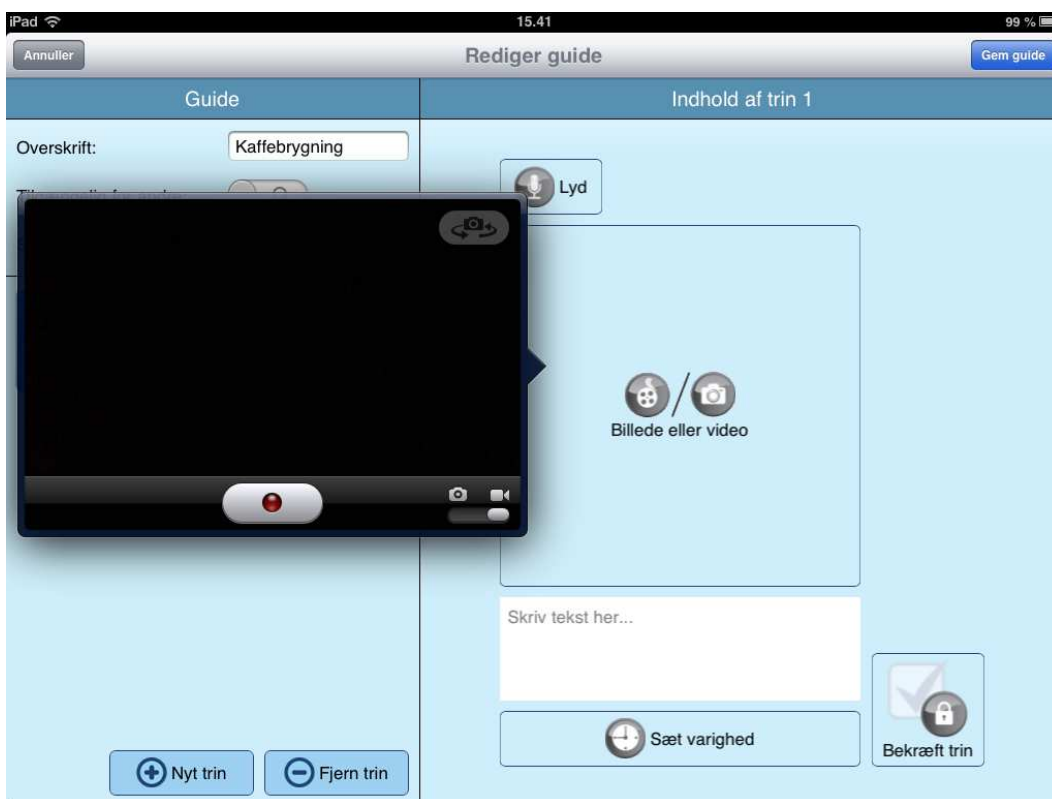 iPad 15.41 99 %
Annuller Rediger guide Gem guide
Guide
Indhold af trin 1
Overskrift: Kaffebrygning
Lyd
Billede eller video
Skriv tekst her...
Sæt varighed
Bekræft trin
Nyt trin Fjern trin